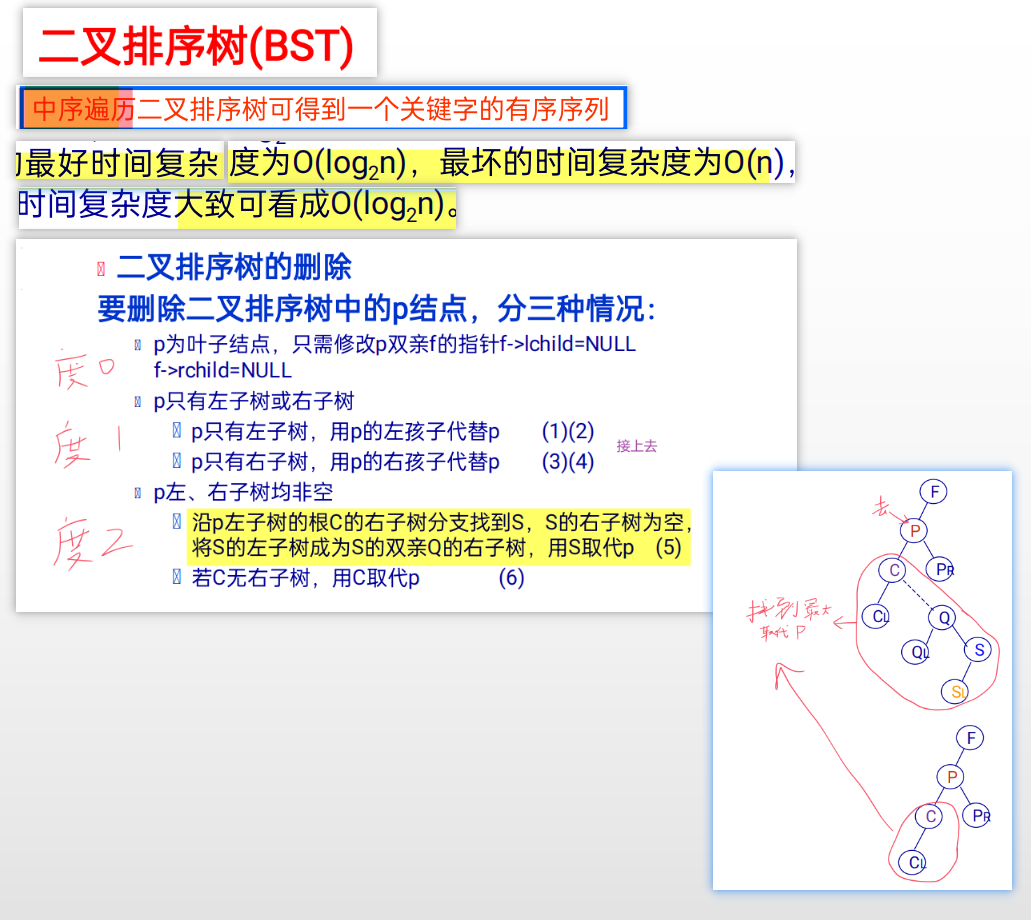 二叉排序树(BST)
中序遍历二叉排序树可得到一个关键字的有序序列
最好时间复杂度为O(log₂n)，最坏的时间复杂度为O(n)，
时间复杂度大致可看成O(log₂n)。
二叉排序树的删除
要删除二叉排序树中的p结点，分三种情况：
p为叶子结点，只需修改p双亲f的指针f->lchild=NULL
f->rchild=NULL
度0
p只有左子树或右子树
p只有左子树，用p的左孩子代替p (1)(2)
度1
接上去
p只有右子树，用p的右孩子代替p (3)(4)
p左、右子树均非空
沿p左子树的根C的右子树分支找到S，S的右子树为空，
将S的左子树成为S的双亲Q的右子树，用S取代p (5)
度2
若C无右子树，用C取代p (6)
F
去
P
C
PR
CL
Q
找到最大
取代P
QL
S
SL
F
P
C
PR
CL